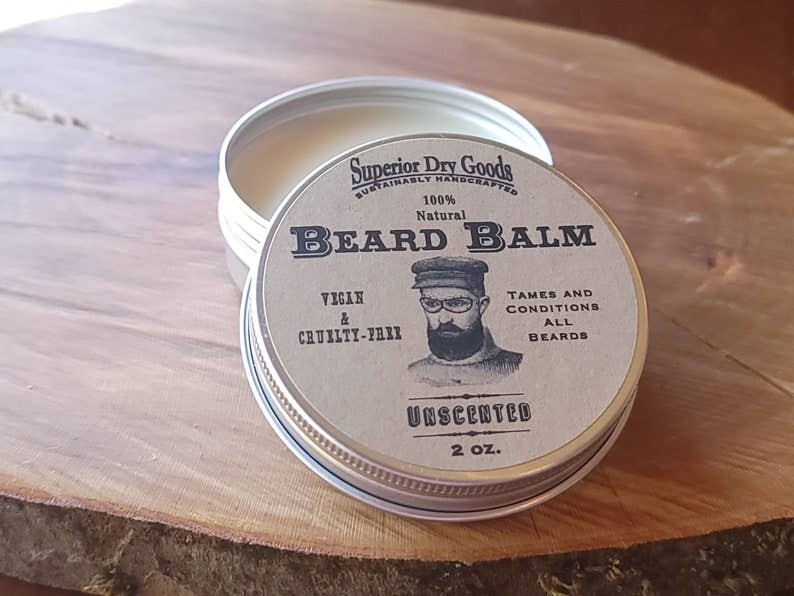 Superior Dry Goods
SUSTAINABLY HANDCRAFTED
100%
Natural
BEARD BALM
VEGAN
&
CRUELTY-FREE
TAMES AND
CONDITIONS
ALL
BEARDS
UNSCENTED
2 OZ.